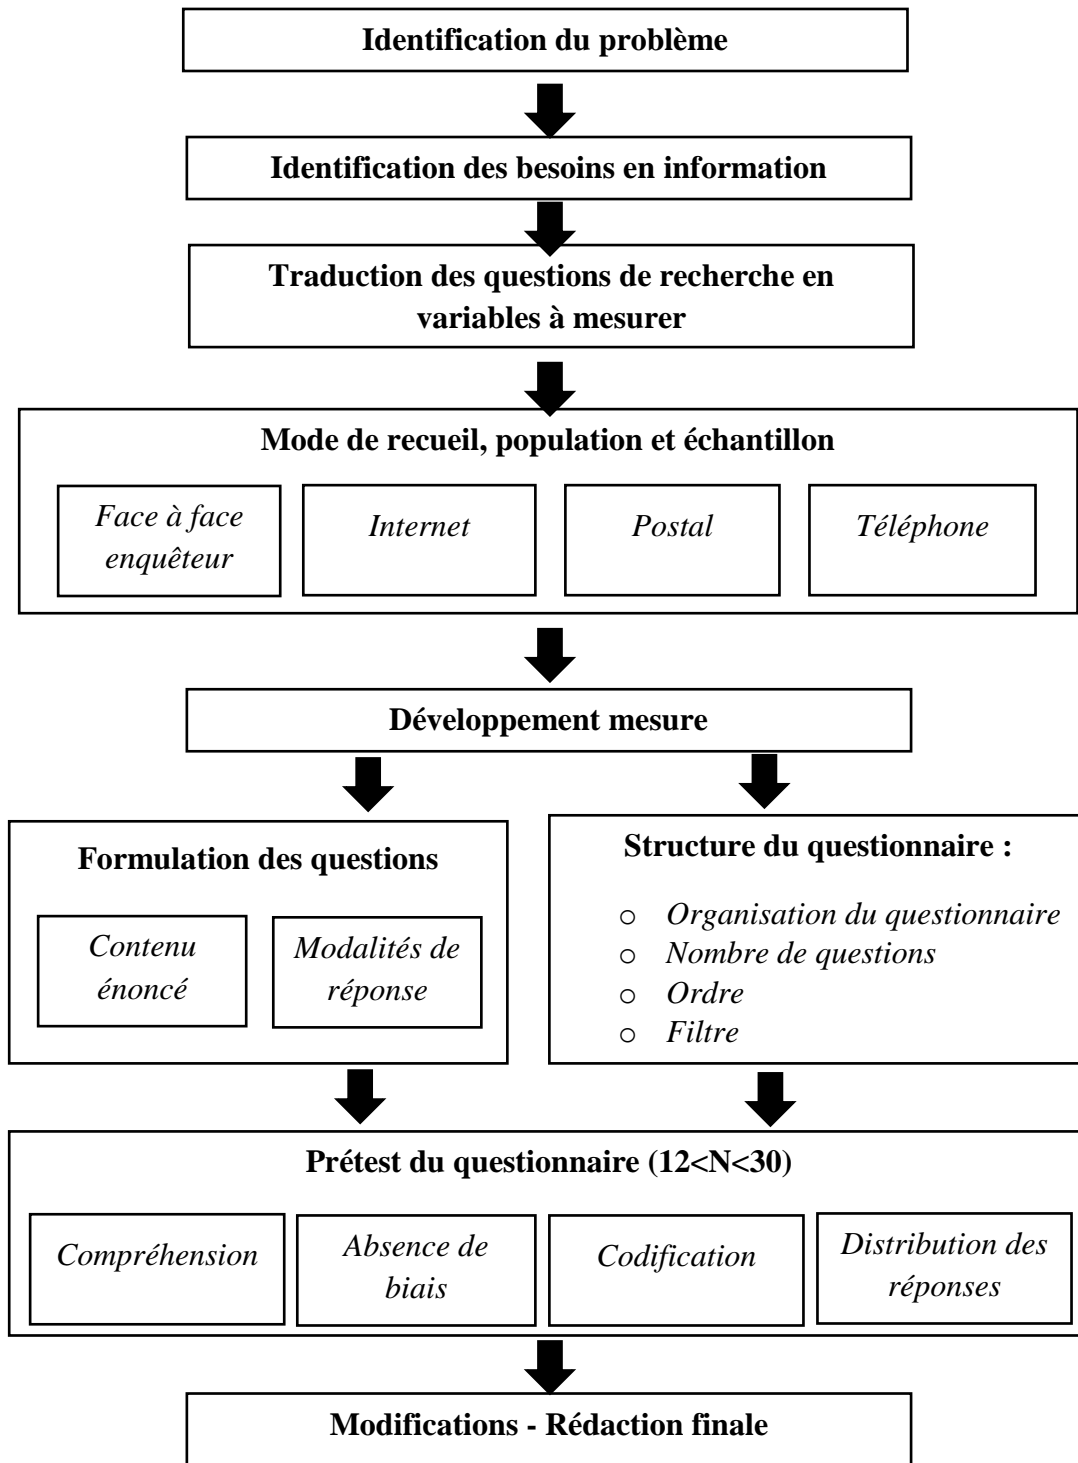 Identification du problème
Identification des besoins en information
Traduction des questions de recherche en
variables à mesurer
Mode de recueil, population et échantillon
Face à face
enquêteur
Internet
Postal
Téléphone
Développement mesure
Formulation des questions
Contenu
énoncé
Modalités de
réponse
Structure du questionnaire :
o Organisation du questionnaire
o Nombre de questions
o Ordre
o Filtre
Prétest du questionnaire (12<N<30)
Compréhension
Absence de
biais
Codification
Distribution des
réponses
Modifications - Rédaction finale